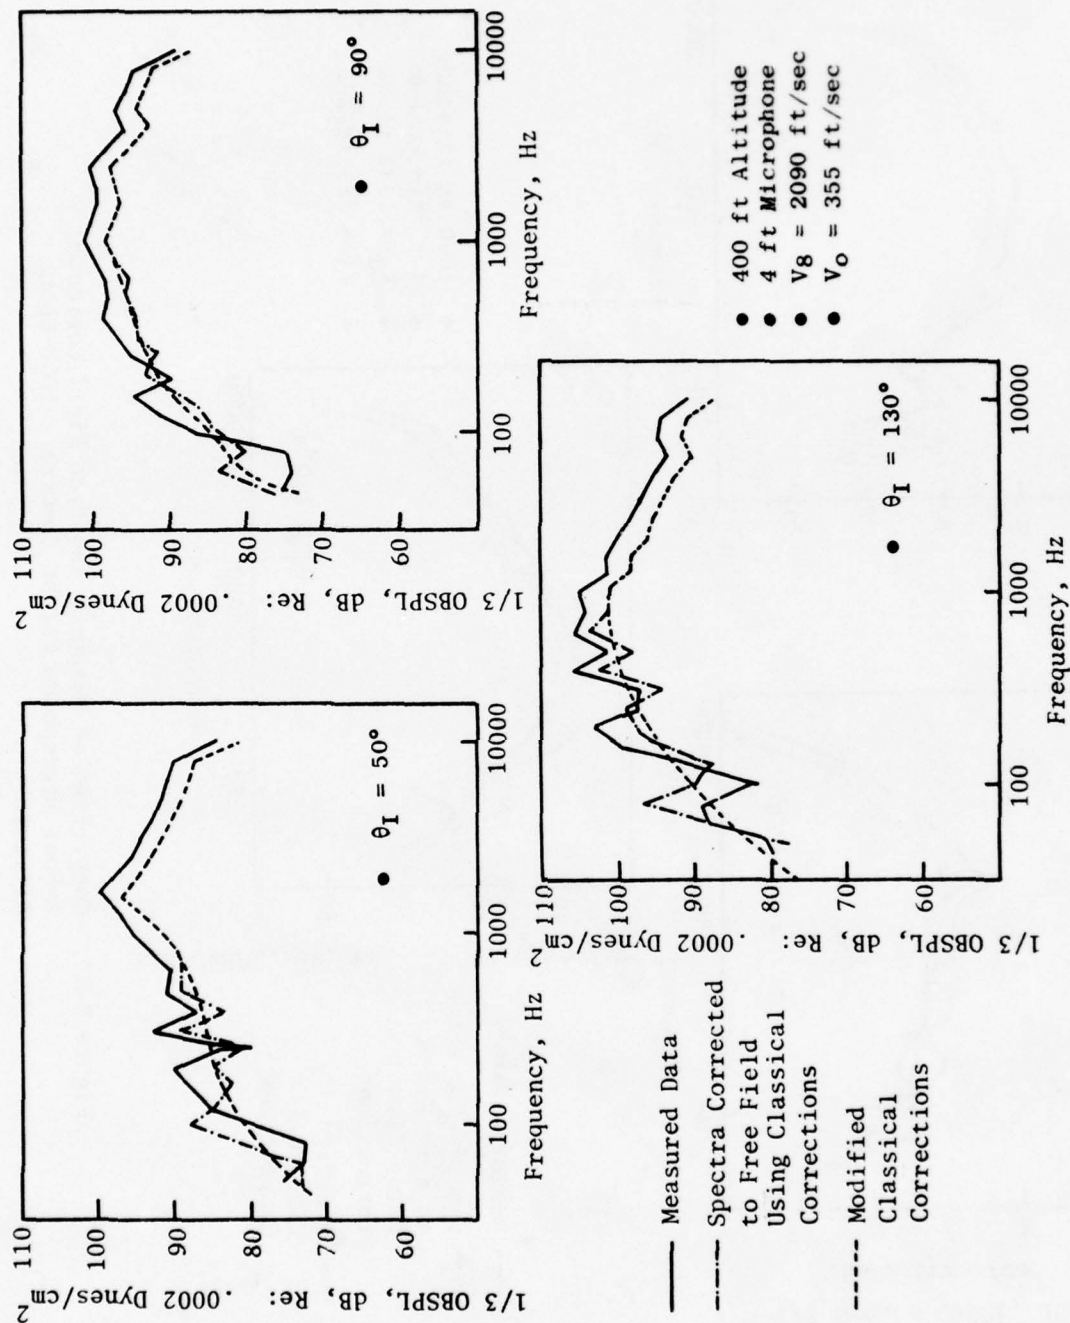 110
100
90
80
70
60
1/3 OBSPL, dB, Re: .0002 Dynes/cm²
θI = 50°
100
1000
10000
Frequency, Hz
110
100
90
80
70
60
1/3 OBSPL, dB, Re: .0002 Dynes/cm²
θI = 90°
100
1000
10000
Frequency, Hz
Measured Data
Spectra Corrected
to Free Field
Using Classical
Corrections
Modified
Classical
Corrections
110
100
90
80
70
60
1/3 OBSPL, dB, Re: .0002 Dynes/cm²
θI = 130°
100
1000
10000
Frequency, Hz
● 400 ft Altitude
● 4 ft Microphone
● V8 = 2090 ft/sec
● VO = 355 ft/sec